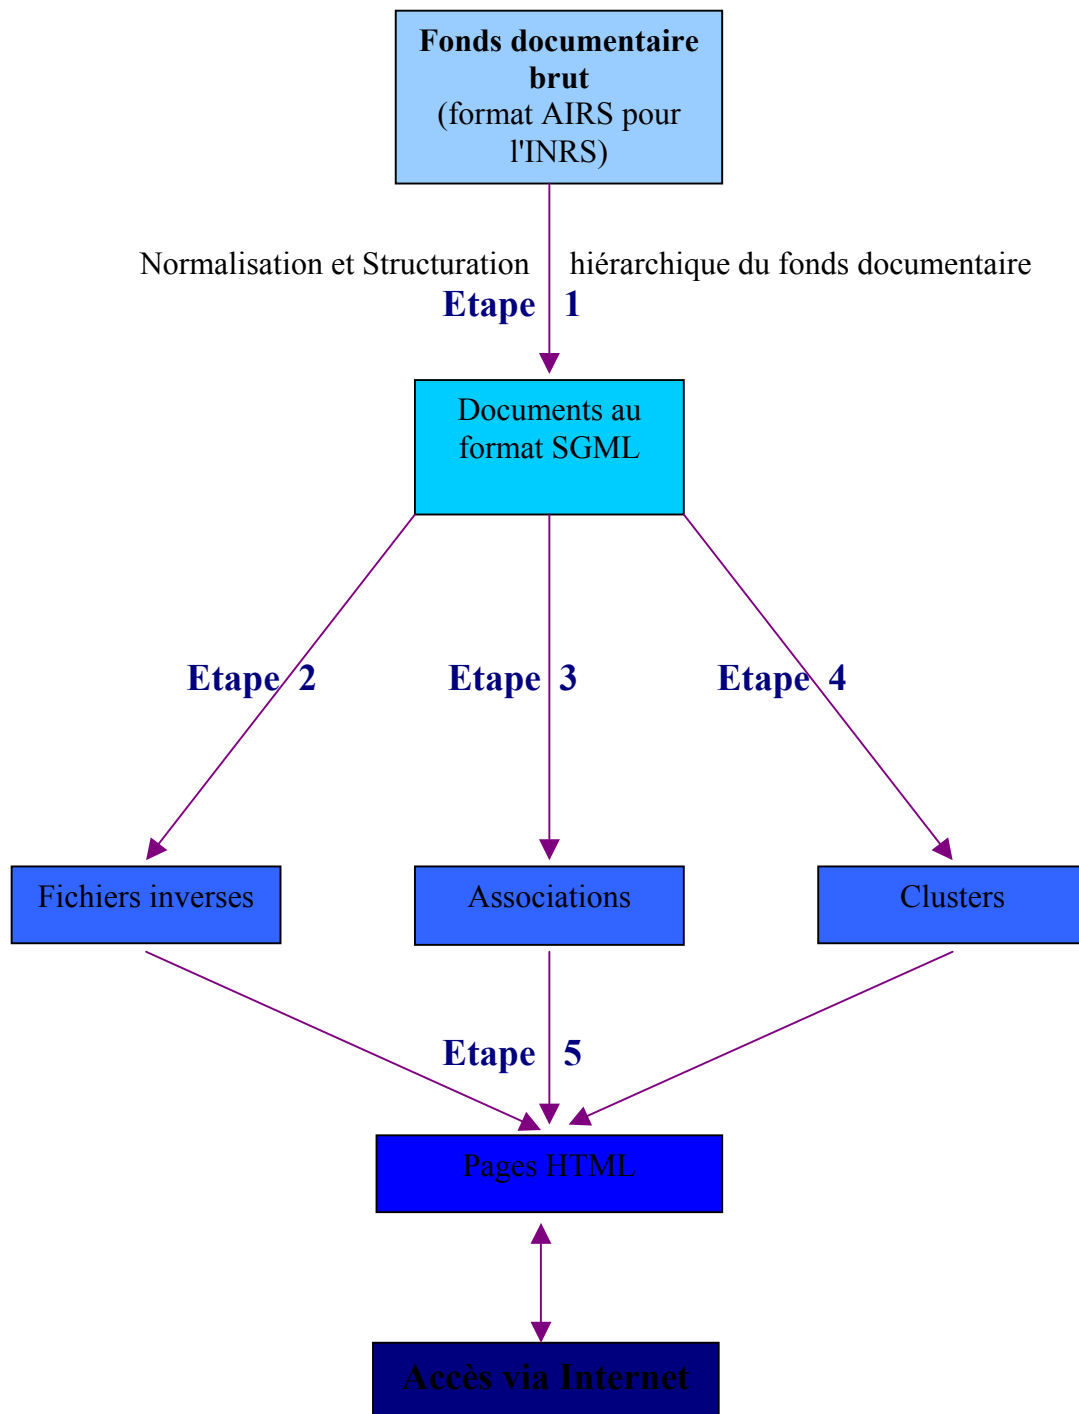 Fonds documentaire
brut
(format AIRS pour
l'INRS)
Normalisation et Structuration hiérarchique du fonds documentaire
Etape 1
Documents au
format SGML
Etape 2
Etape 3
Etape 4
Fichiers inverses
Associations
Clusters
Etape 5
Pages HTML
Accès via Internet